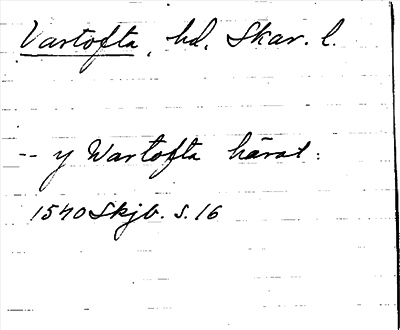 Vartofta, hd, Skar. l.
-- y Wartofta härat:
1540 Skjb. s. 16